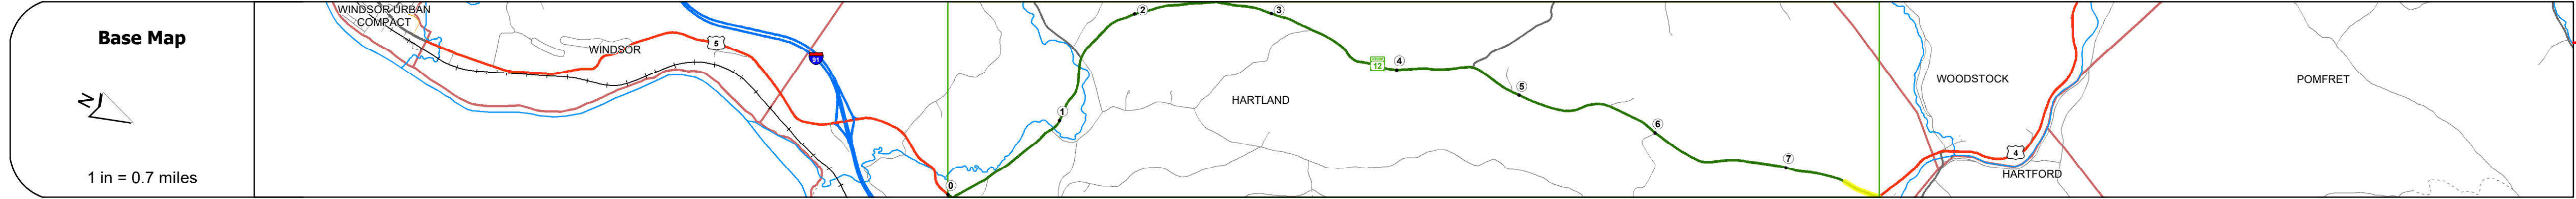 Base Map
N
1 in = 0.7 miles
WINDSOR URBAN
COMPACT
WINDSOR
5
91
0
1
2
3
HARTLAND
12
4
5
6
7
WOODSTOCK
4
HARTFORD
POMFRET